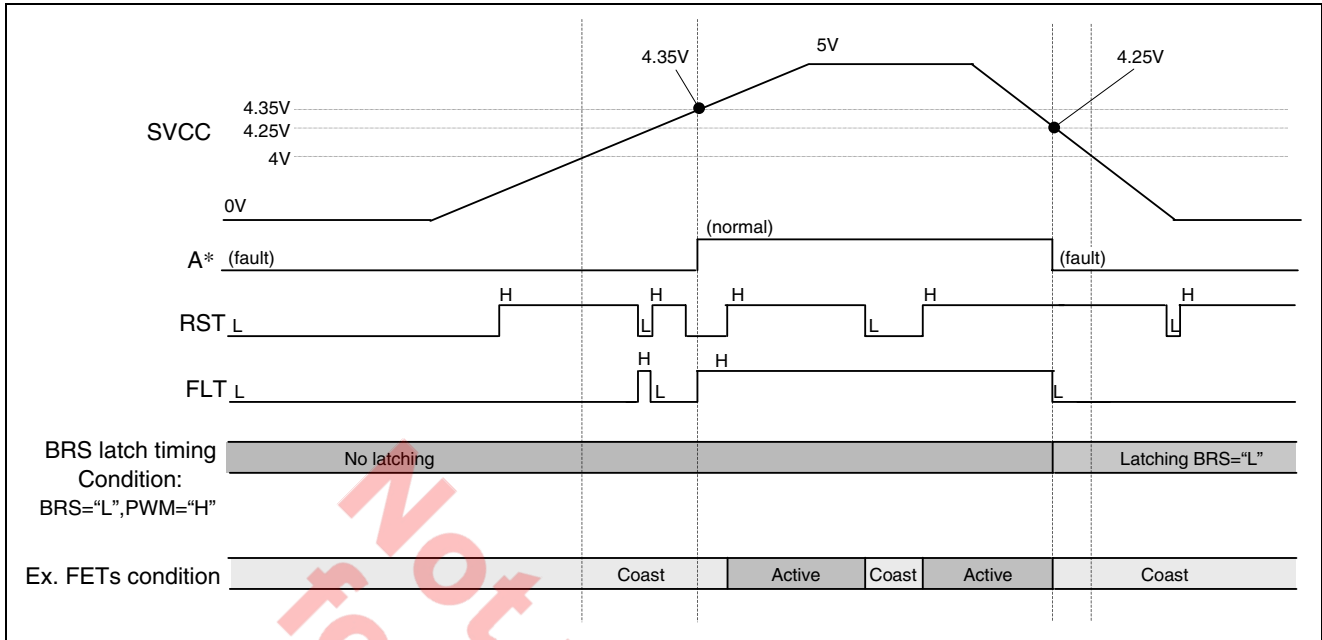 5V
4.35V
4.25V
4.35V
SVCC
4.25V
4V
0V
(normal)
A* (fault)
(fault)
H H H H H
RST L L L L
H H
FLT L L L
BRS latch timing
Condition:
BRS=“L”,PWM=“H”
No latching
Latching BRS=“L”
Ex. FETs condition
Coast Active Coast Active Coast
Not